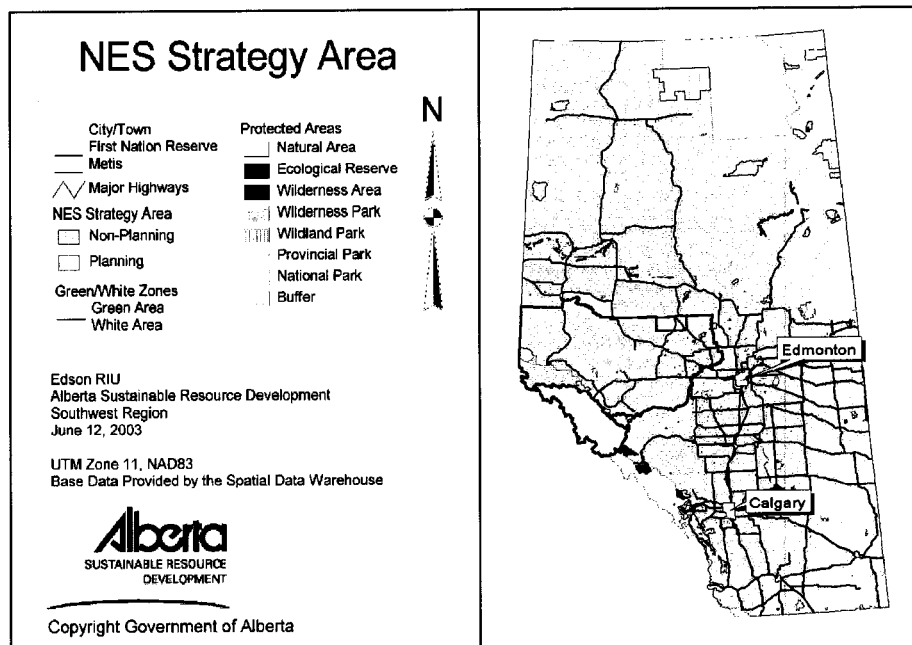 NES Strategy Area
N
City/Town
First Nation Reserve
Metis
Major Highways
NES Strategy Area
Non-Planning
Planning
Green/White Zones
Green Area
White Area
Protected Areas
Natural Area
Ecological Reserve
Wilderness Area
Wilderness Park
Wildland Park
Provincial Park
National Park
Buffer
Edson RIU
Alberta Sustainable Resource Development
Southwest Region
June 12, 2003
UTM Zone 11, NAD83
Base Data Provided by the Spatial Data Warehouse
Alberta
SUSTAINABLE RESOURCE
DEVELOPMENT
Copyright Government of Alberta
Edmonton
Calgary